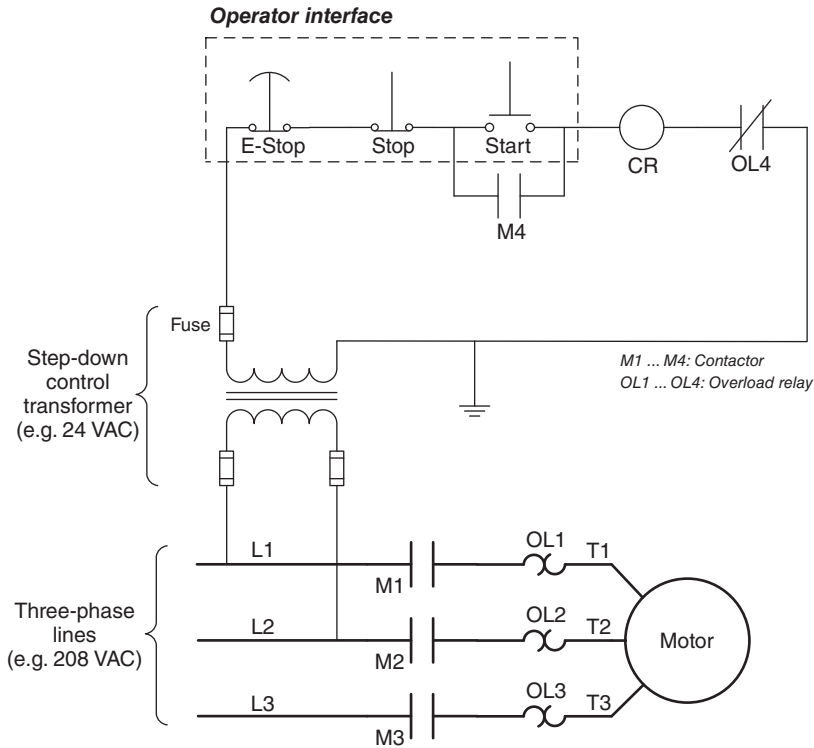 Operator interface
E-Stop
Stop
Start
CR
OL4
M4
Fuse
Step-down
control
transformer
(e.g. 24 VAC)
M1 ... M4: Contactor
OL1 ... OL4: Overload relay
Three-phase
lines
(e.g. 208 VAC)
L1
M1
OL1
T1
L2
M2
OL2
T2
Motor
L3
M3
OL3
T3